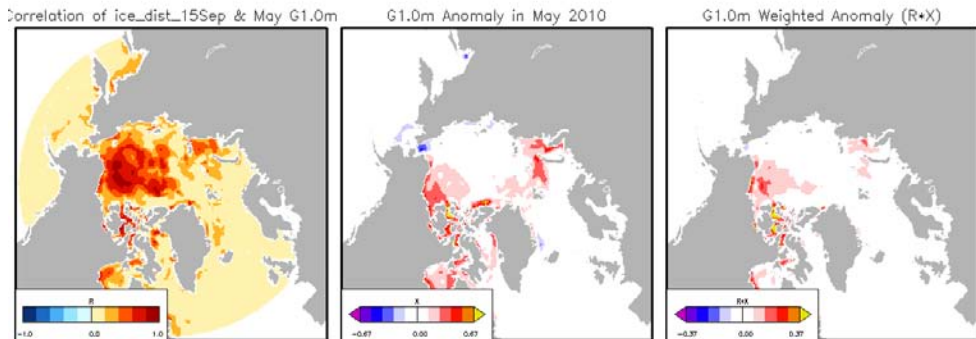 Correlation of ice_dist_15Sep & May G1.0m
G1.0m Anomaly in May 2010
G1.0m Weighted Anomaly (R*X)
R
-1.0 0.0 1.0
X
-0.67 0.00 0.67
R*X
-0.37 0.00 0.37